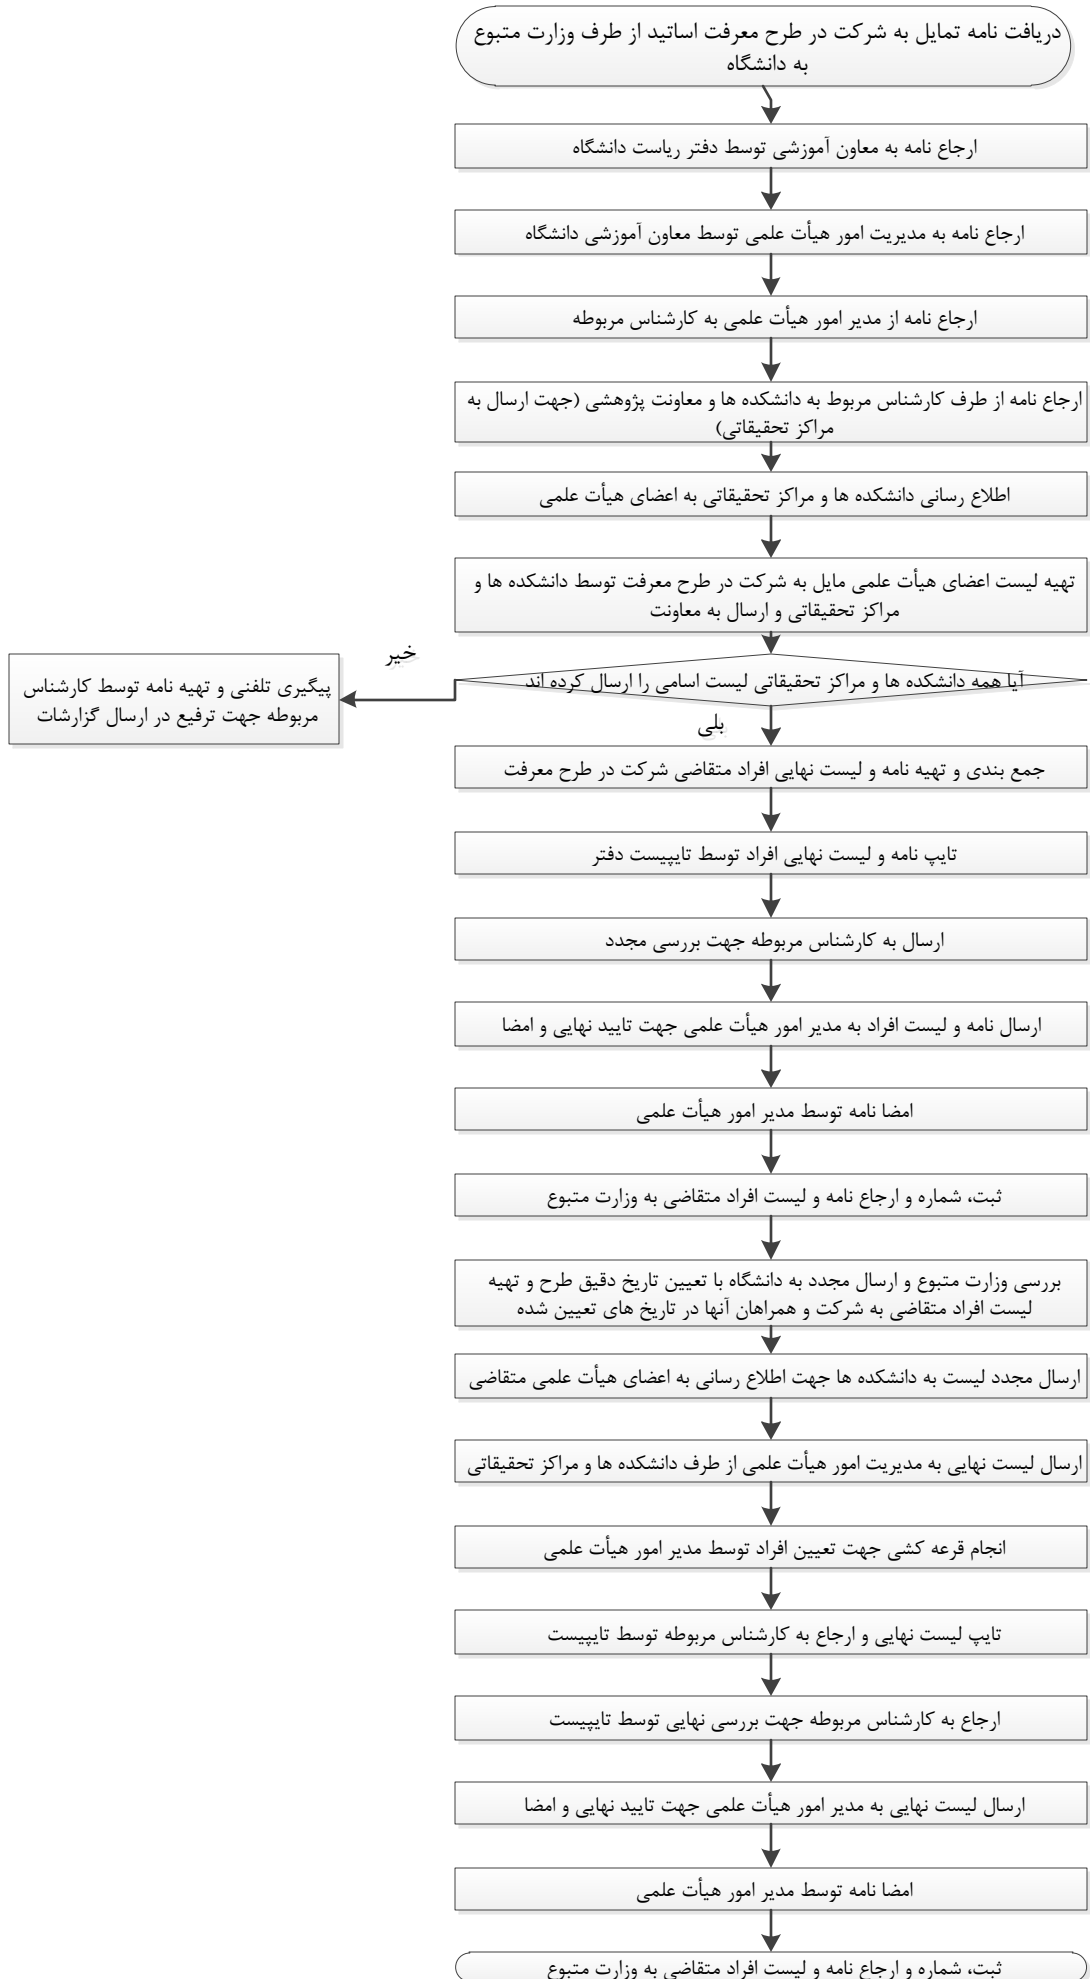 دریافت نامه تمایل به شرکت در طرح معرفت اساتید از طرف وزارت متبوع
به دانشگاه
ارجاع نامه به معاون آموزشی توسط دفتر ریاست دانشگاه
ارجاع نامه به مدیریت امور هیأت علمی توسط معاون آموزشی دانشگاه
ارجاع نامه از مدیر امور هیأت علمی به کارشناس مربوطه
ارجاع نامه از طرف کارشناس مربوط به دانشکده ها و معاونت پژوهشی (جهت ارسال به
مراکز تحقیقاتی)
اطلاع رسانی دانشکده ها و مراکز تحقیقاتی به اعضای هیأت علمی
تهیه لیست اعضای هیأت علمی مایل به شرکت در طرح معرفت توسط دانشکده ها و
مراکز تحقیقاتی و ارسال به معاونت
آیا همه دانشکده ها و مراکز تحقیقاتی لیست اسامی را ارسال کرده اند
خیر
پیگیری تلفنی و تهیه نامه توسط کارشناس
مربوطه جهت ترفیع در ارسال گزارشات
بلی
جمع بندی و تهیه نامه و لیست نهایی افراد متقاضی شرکت در طرح معرفت
تایپ نامه و لیست نهایی افراد توسط تایپیست دفتر
ارسال به کارشناس مربوطه جهت بررسی مجدد
ارسال نامه و لیست افراد به مدیر امور هیأت علمی جهت تایید نهایی و امضا
امضا نامه توسط مدیر امور هیأت علمی
ثبت، شماره و ارجاع نامه و لیست افراد متقاضی به وزارت متبوع
بررسی وزارت متبوع و ارسال مجدد به دانشگاه با تعیین تاریخ دقیق طرح و تهیه
لیست افراد متقاضی به شرکت و همراهان آنها در تاریخ های تعیین شده
ارسال مجدد لیست به دانشکده ها جهت اطلاع رسانی به اعضای هیأت علمی متقاضی
ارسال لیست نهایی به مدیریت امور هیأت علمی از طرف دانشکده ها و مراکز تحقیقاتی
انجام قرعه کشی جهت تعیین افراد توسط مدیر امور هیأت علمی
تایپ لیست نهایی و ارجاع به کارشناس مربوطه توسط تایپیست
ارجاع به کارشناس مربوطه جهت بررسی نهایی توسط تایپیست
ارسال لیست نهایی به مدیر امور هیأت علمی جهت تایید نهایی و امضا
امضا نامه توسط مدیر امور هیأت علمی
ثبت، شماره و ارجاع نامه و لیست افراد متقاضی به وزارت متبوع